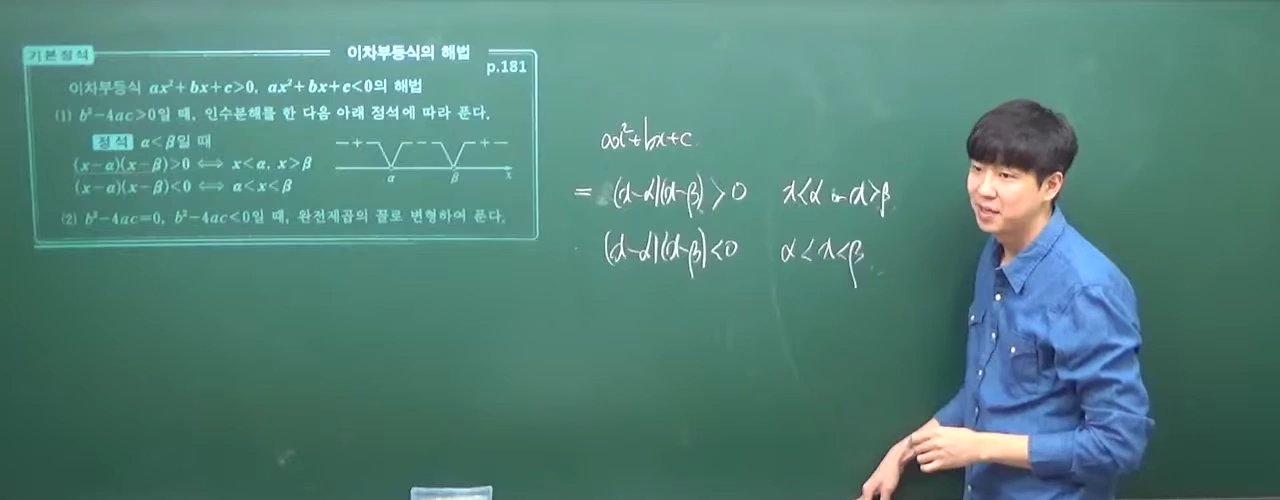 기본정석
이차부등식의 해법
p.181
이차부등식 ax²+bx+c>0, ax²+bx+c<0의 해법
(1) b²-4ac>0일 때, 인수분해를 한 다음 아래 정석에 따라 푼다.
정석 α<β일 때
(x-α)(x-β)>0 ⟺ x<α, x>β
(x-α)(x-β)<0 ⟺ α<x<β
+ - +
α β x
(2) b²-4ac=0, b²-4ac<0일 때, 완전제곱의 꼴로 변형하여 푼다.
ax²+bx+c
= (x-α)(x-β)>0 x<α or x>β
(x-α)(x-β)<0 α<x<β